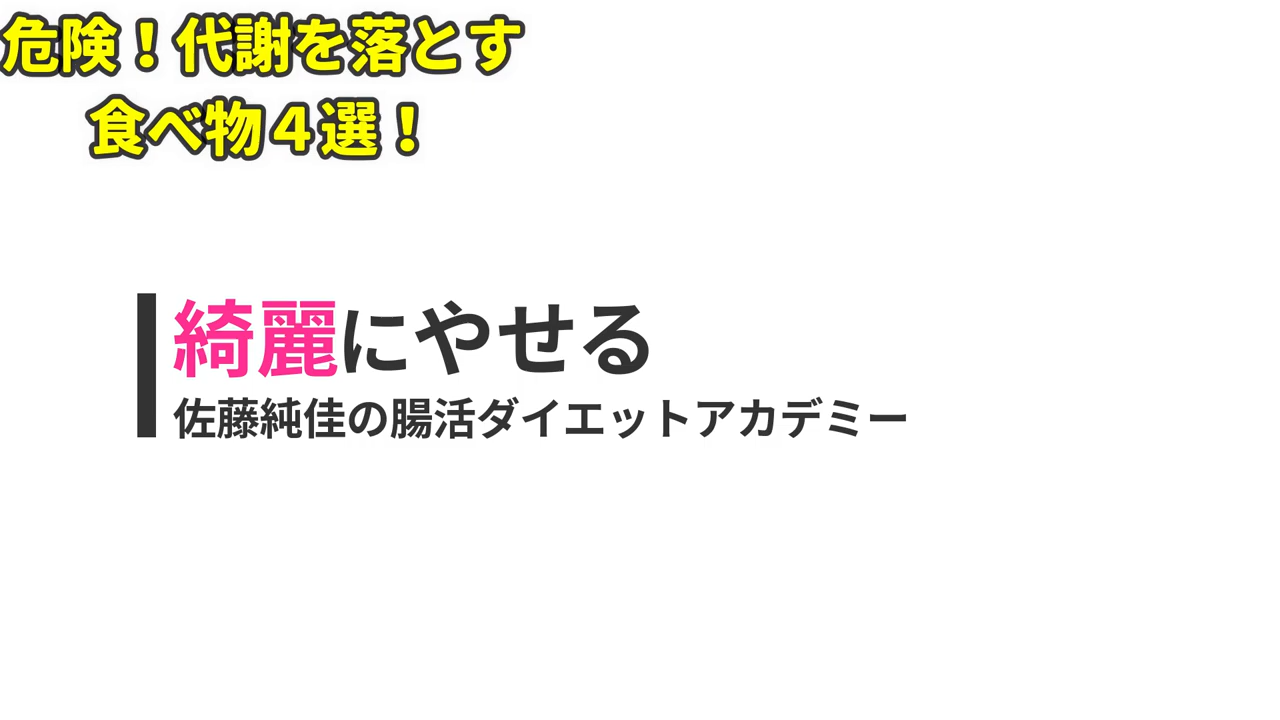 危険！代謝を落とす
食べ物４選！
綺麗にやせる
佐藤純佳の腸活ダイエットアカデミー